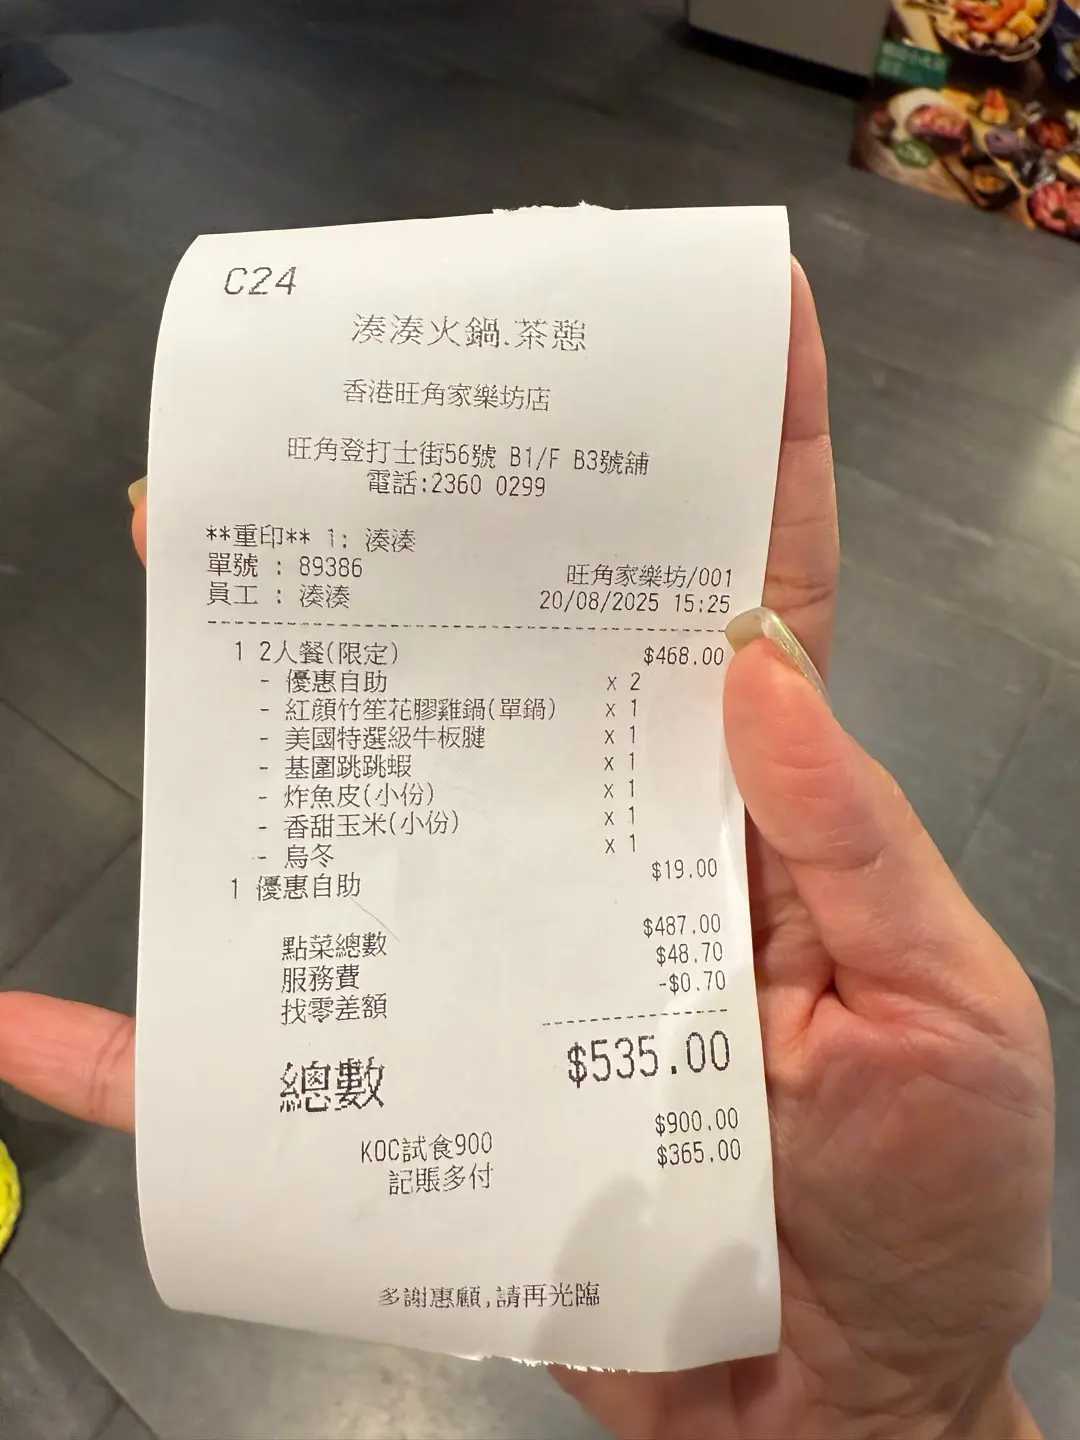 C24
湊湊火鍋.茶憩
香港旺角家樂坊店
旺角登打士街56號 B1/F B3號舖
電話:2360 0299
**重印** 1: 湊湊
單號 : 89386
旺角家樂坊/001
員工 : 湊湊
20/08/2025 15:25
1 2人餐(限定) $468.00
- 優惠自助 x 2
- 紅顔竹笙花膠雞鍋(單鍋) x 1
- 美國特選級牛板腱 x 1
- 基圍跳跳蝦 x 1
- 炸魚皮(小份) x 1
- 香甜玉米(小份) x 1
- 烏冬 x 1
1 優惠自助 $19.00
點菜總數 $487.00
服務費 $48.70
找零差額 -$0.70
總數 $535.00
KOC試食900 $900.00
記賬多付 $365.00
多謝惠顧,請再光臨